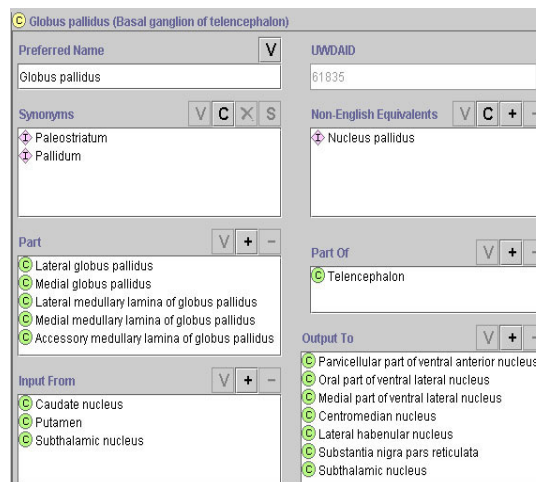 C Globus pallidus (Basal ganglion of telencephalon)
Preferred Name V
Globus pallidus
UWDAID
61835
Synonyms V C X S
I Paleostriatum
I Pallidum
Non-English Equivalents V C + -
I Nucleus pallidus
Part V + -
C Lateral globus pallidus
C Medial globus pallidus
C Lateral medullary lamina of globus pallidus
C Medial medullary lamina of globus pallidus
C Accessory medullary lamina of globus pallidus
Part Of V + -
C Telencephalon
Input From V + -
C Caudate nucleus
C Putamen
C Subthalamic nucleus
Output To V + -
C Parvicellular part of ventral anterior nucleus
C Oral part of ventral lateral nucleus
C Medial part of ventral lateral nucleus
C Centromedian nucleus
C Lateral habenular nucleus
C Substantia nigra pars reticulata
C Subthalamic nucleus